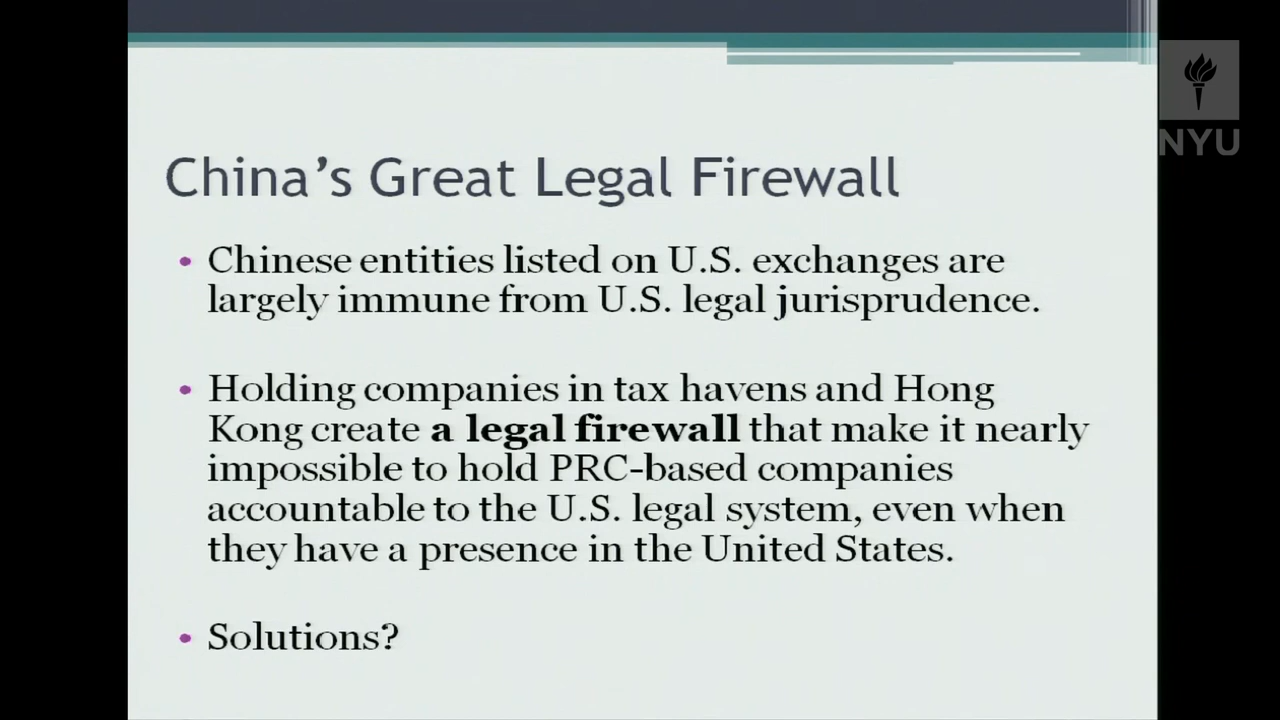 NYU
China's Great Legal Firewall
• Chinese entities listed on U.S. exchanges are
largely immune from U.S. legal jurisprudence.
• Holding companies in tax havens and Hong
Kong create a legal firewall that make it nearly
impossible to hold PRC-based companies
accountable to the U.S. legal system, even when
they have a presence in the United States.
• Solutions?